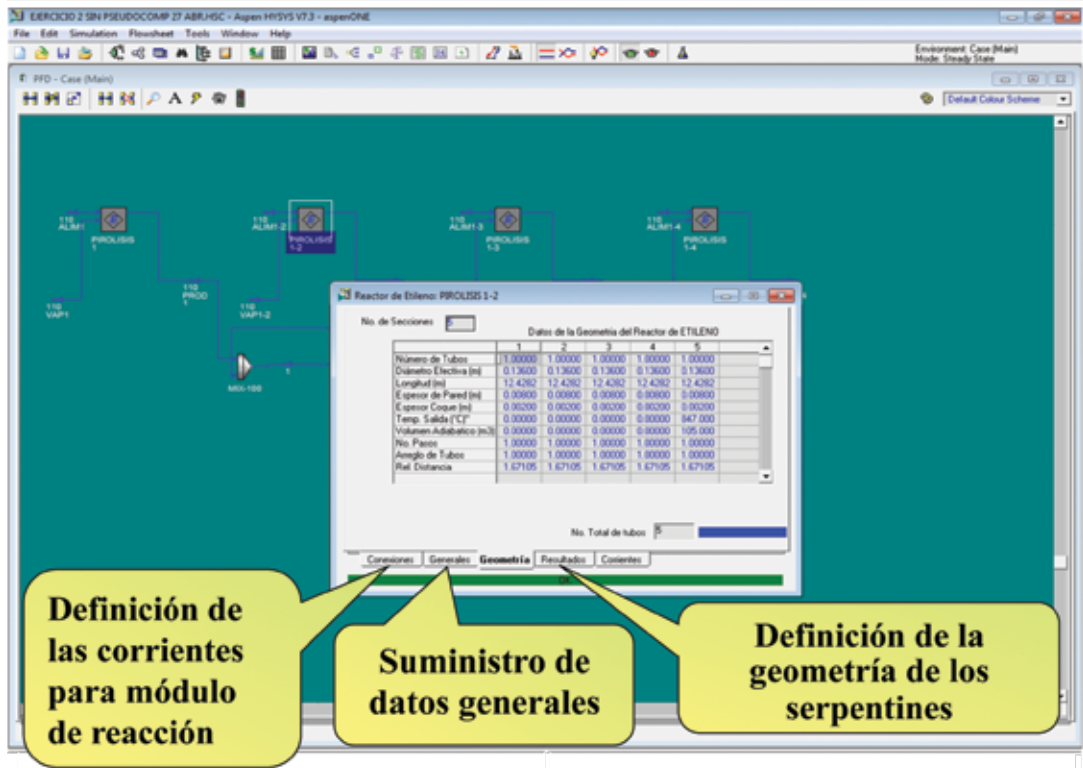 EJERCICIO 2 SIN PSEUDOCOMP 27 ABR.HSC - Aspen HYSYS V7.3 - aspenONE
File Edit Simulation Flowsheet Tools Window Help
Environment: Case (Main)
Mode: Steady State
PFD - Case (Main)
Default Colour Scheme
110 ALIM1
PIROLISIS 1
110 ALIM1-2
PIROLISIS 1-2
110 ALIM1-3
PIROLISIS 1-3
110 ALIM1-4
PIROLISIS 1-4
110 PROD 1
110 VAP1
110 VAP1-2
MIX-100
1
Reactor de Etileno: PIROLISIS 1-2
No. de Secciones 5
Datos de la Geometria del Reactor de ETILENO
1 2 3 4 5
Número de Tubos 1.00000 1.00000 1.00000 1.00000 1.00000
Diámetro Efectiva (m) 0.13600 0.13600 0.13600 0.13600 0.13600
Longitud (m) 12.4282 12.4282 12.4282 12.4282 12.4282
Espesor de Pared (m) 0.00800 0.00800 0.00800 0.00800 0.00800
Espesor Coque (m) 0.00200 0.00200 0.00200 0.00200 0.00200
Temp. Salida (°C)* 0.00000 0.00000 0.00000 0.00000 847.000
Volumen Adiabatico (m3) 0.00000 0.00000 0.00000 0.00000 105.000
No. Pasos 1.00000 1.00000 1.00000 1.00000 1.00000
Arreglo de Tubos 1.00000 1.00000 1.00000 1.00000 1.00000
Rel. Distancia 1.67105 1.67105 1.67105 1.67105 1.67105
No. Total de tubos 5
Conexiones Generales Geometría Resultados Corrientes
OK
Definición de
las corrientes
para módulo
de reacción
Suministro de
datos generales
Definición de la
geometría de los
serpentines